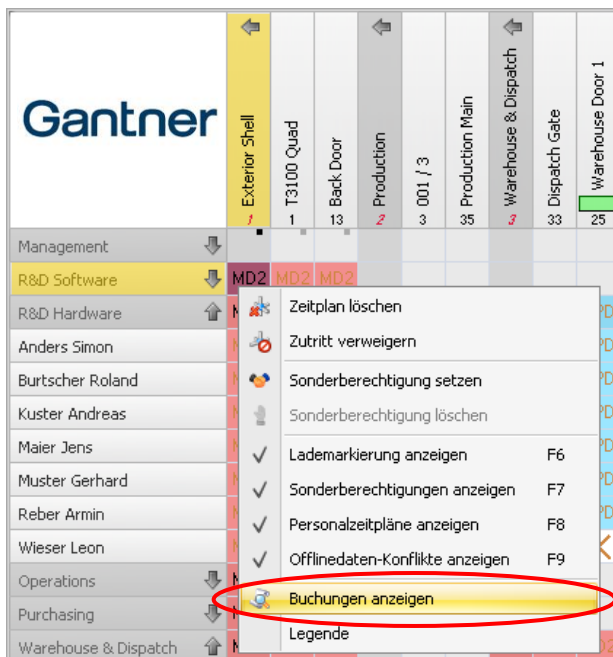 Gantner
Exterior Shell
T3100 Quad
Back Door
Production
001 / 3
Production Main
Warehouse & Dispatch
Dispatch Gate
Warehouse Door 1
1 1 13 2 3 35 3 33 25
Management
R&D Software MD2 MD2 MD2
R&D Hardware
Anders Simon
Burtscher Roland
Kuster Andreas
Maier Jens
Muster Gerhard
Reber Armin
Wieser Leon
Operations
Purchasing
Warehouse & Dispatch
Zeitplan löschen
Zutritt verweigern
Sonderberechtigung setzen
Sonderberechtigung löschen
Lademarkierung anzeigen F6
Sonderberechtigungen anzeigen F7
Personalzeitpläne anzeigen F8
Offlinedaten-Konflikte anzeigen F9
Buchungen anzeigen
Legende